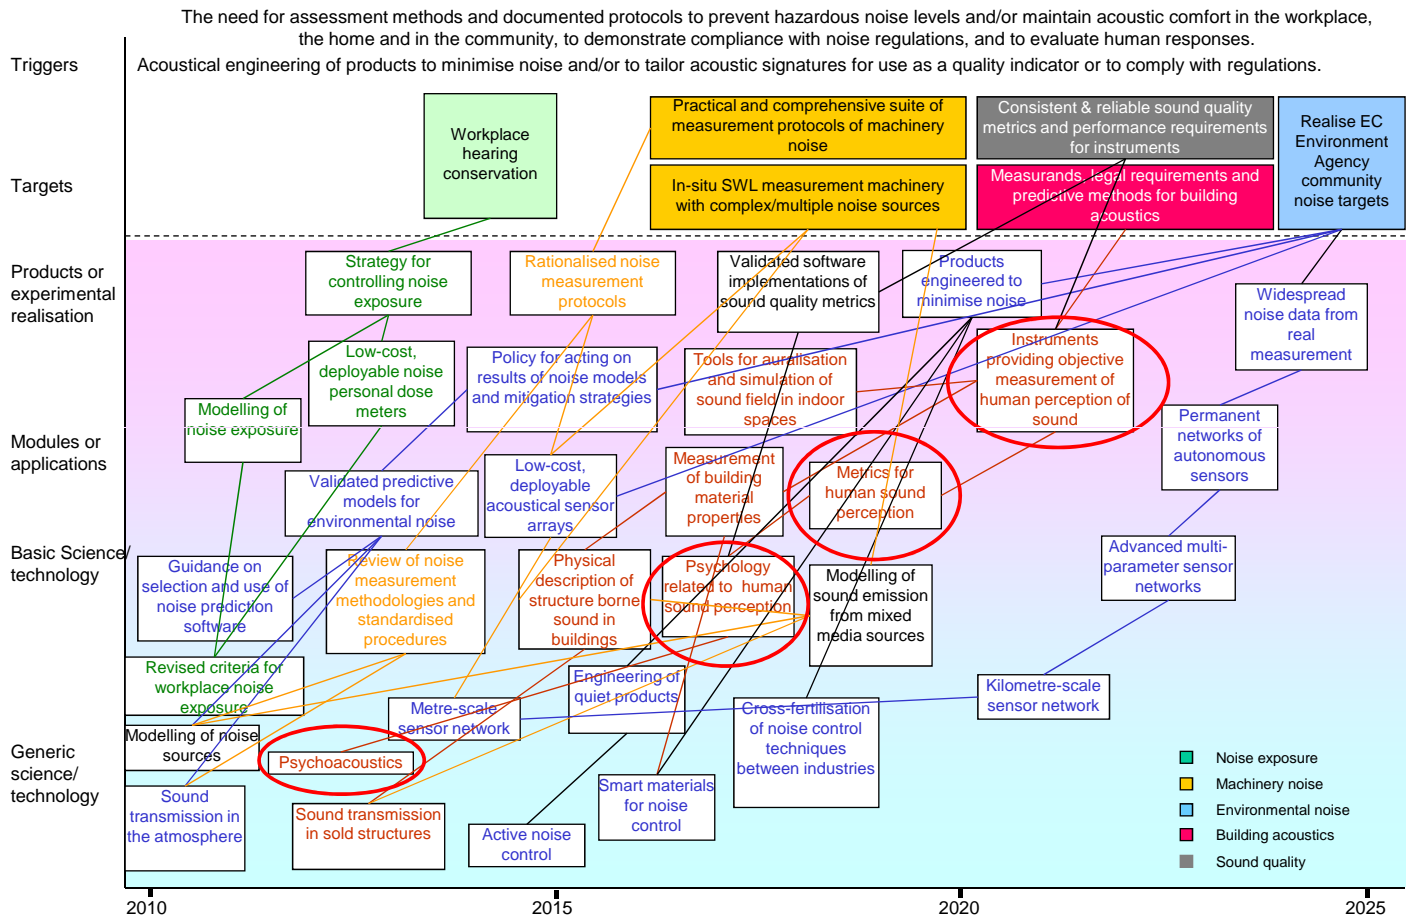 The need for assessment methods and documented protocols to prevent hazardous noise levels and/or maintain acoustic comfort in the workplace,
the home and in the community, to demonstrate compliance with noise regulations, and to evaluate human responses.
Triggers
Acoustical engineering of products to minimise noise and/or to tailor acoustic signatures for use as a quality indicator or to comply with regulations.
Targets
Workplace
hearing
conservation
Practical and comprehensive suite of
measurement protocols of machinery
noise
In-situ SWL measurement machinery
with complex/multiple noise sources
Consistent & reliable sound quality
metrics and performance requirements
for instruments
Measurands, legal requirements and
predictive methods for building
acoustics
Realise EC
Environment
Agency
community
noise targets
Products or
experimental
realisation
Strategy for
controlling noise
exposure
Rationalised noise
measurement
protocols
Validated software
implementations of
sound quality metrics
Products
engineered to
minimise noise
Widespread
noise data from
real
measurement
Low-cost,
deployable noise
personal dose
meters
Policy for acting on
results of noise models
and mitigation strategies
Tools for auralisation
and simulation of
sound field in indoor
spaces
Instruments
providing objective
measurement of
human perception of
sound
Modelling of
noise exposure
Permanent
networks of
autonomous
sensors
Modules or
applications
Validated predictive
models for
environmental noise
Low-cost,
deployable
acoustical sensor
arrays
Measurement
of building
material
properties
Metrics for
human sound
perception
Basic Science/
technology
Guidance on
selection and use of
noise prediction
software
Review of noise
measurement
methodologies and
standardised
procedures
Physical
description of
structure borne
sound in
buildings
Psychology
related to human
sound perception
Modelling of
sound emission
from mixed
media sources
Advanced multi-
parameter sensor
networks
Revised criteria for
workplace noise
exposure
Metre-scale
sensor network
Engineering of
quiet products
Cross-fertilisation
of noise control
techniques
between industries
Kilometre-scale
sensor network
Generic
science/
technology
Modelling of noise
sources
Psychoacoustics
Sound
transmission in
the atmosphere
Sound transmission
in sold structures
Active noise
control
Smart materials
for noise
control
Noise exposure
Machinery noise
Environmental noise
Building acoustics
Sound quality
2010
2015
2020
2025